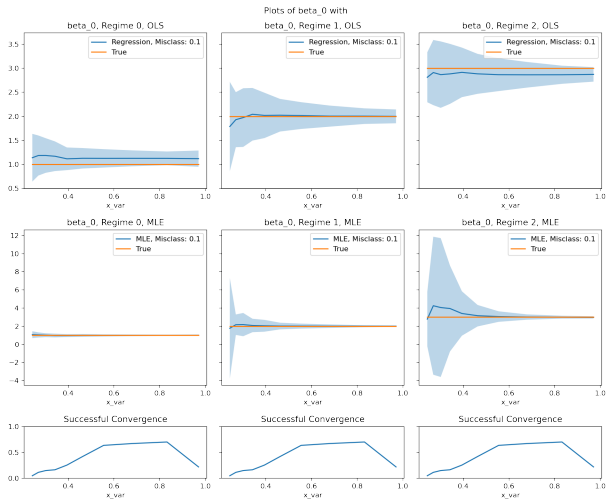 Plots of beta_0 with
beta_0, Regime 0, OLS
beta_0, Regime 1, OLS
beta_0, Regime 2, OLS
Regression, Misclass: 0.1
True
Regression, Misclass: 0.1
True
Regression, Misclass: 0.1
True
3.5
3.0
2.5
2.0
1.5
1.0
0.5
0.4 0.6 0.8 1.0
0.4 0.6 0.8 1.0
0.4 0.6 0.8 1.0
x_var
x_var
x_var
beta_0, Regime 0, MLE
beta_0, Regime 1, MLE
beta_0, Regime 2, MLE
MLE, Misclass: 0.1
True
MLE, Misclass: 0.1
True
MLE, Misclass: 0.1
True
12
10
8
6
4
2
0
−2
−4
0.4 0.6 0.8 1.0
0.4 0.6 0.8 1.0
0.4 0.6 0.8 1.0
x_var
x_var
x_var
Successful Convergence
Successful Convergence
Successful Convergence
1.0
0.5
0.0
0.4 0.6 0.8 1.0
0.4 0.6 0.8 1.0
0.4 0.6 0.8 1.0
x_var
x_var
x_var